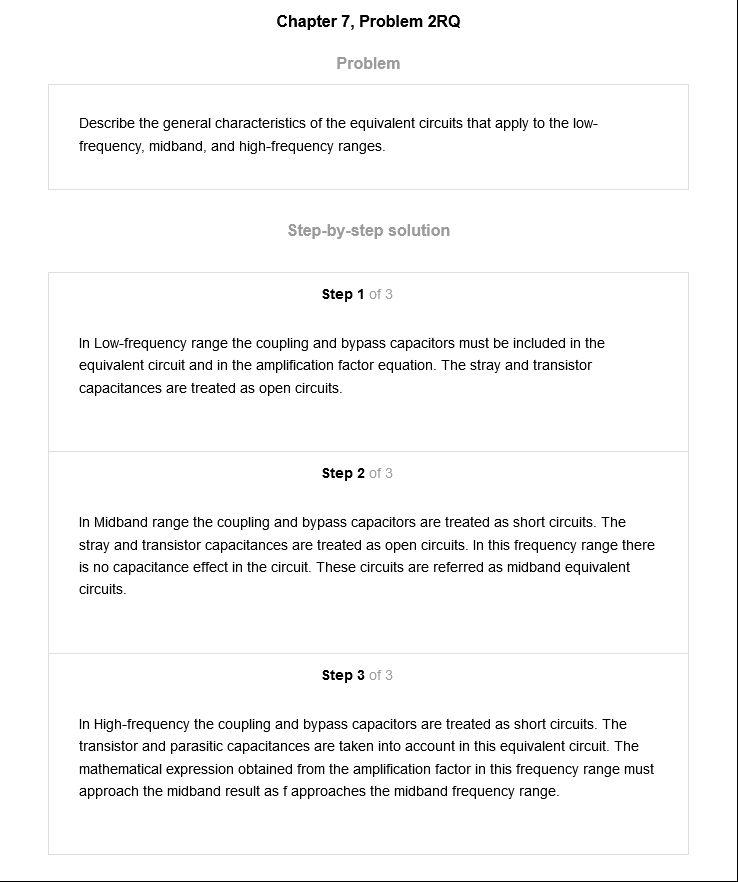 Chapter 7, Problem 2RQ
Problem
Describe the general characteristics of the equivalent circuits that apply to the low-
frequency, midband, and high-frequency ranges.
Step-by-step solution
Step 1 of 3
In Low-frequency range the coupling and bypass capacitors must be included in the
equivalent circuit and in the amplification factor equation. The stray and transistor
capacitances are treated as open circuits.
Step 2 of 3
In Midband range the coupling and bypass capacitors are treated as short circuits. The
stray and transistor capacitances are treated as open circuits. In this frequency range there
is no capacitance effect in the circuit. These circuits are referred as midband equivalent
circuits.
Step 3 of 3
In High-frequency the coupling and bypass capacitors are treated as short circuits. The
transistor and parasitic capacitances are taken into account in this equivalent circuit. The
mathematical expression obtained from the amplification factor in this frequency range must
approach the midband result as f approaches the midband frequency range.